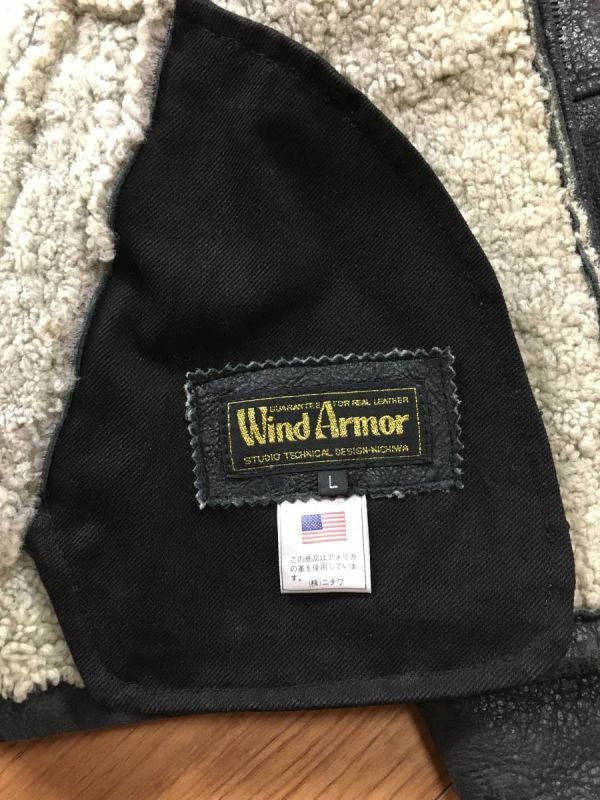 GUARANTEE FOR REAL LEATHER
Wind Armor
STUDIO TECHNICAL DESIGN-NICHIWA
L
この商品はアメリカ
の革を使用していま
す。
(株)ニチワ